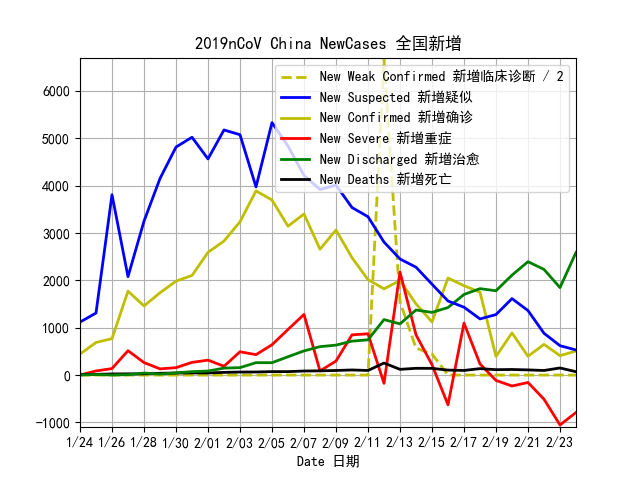 2019nCoV China NewCases 全国新增
New Weak Confirmed 新增临床诊断 / 2
New Suspected 新增疑似
New Confirmed 新增确诊
New Severe 新增重症
New Discharged 新增治愈
New Deaths 新增死亡
6000
5000
4000
3000
2000
1000
0
−1000
1/24 1/26 1/28 1/30 2/01 2/03 2/05 2/07 2/09 2/11 2/13 2/15 2/17 2/19 2/21 2/23
Date 日期